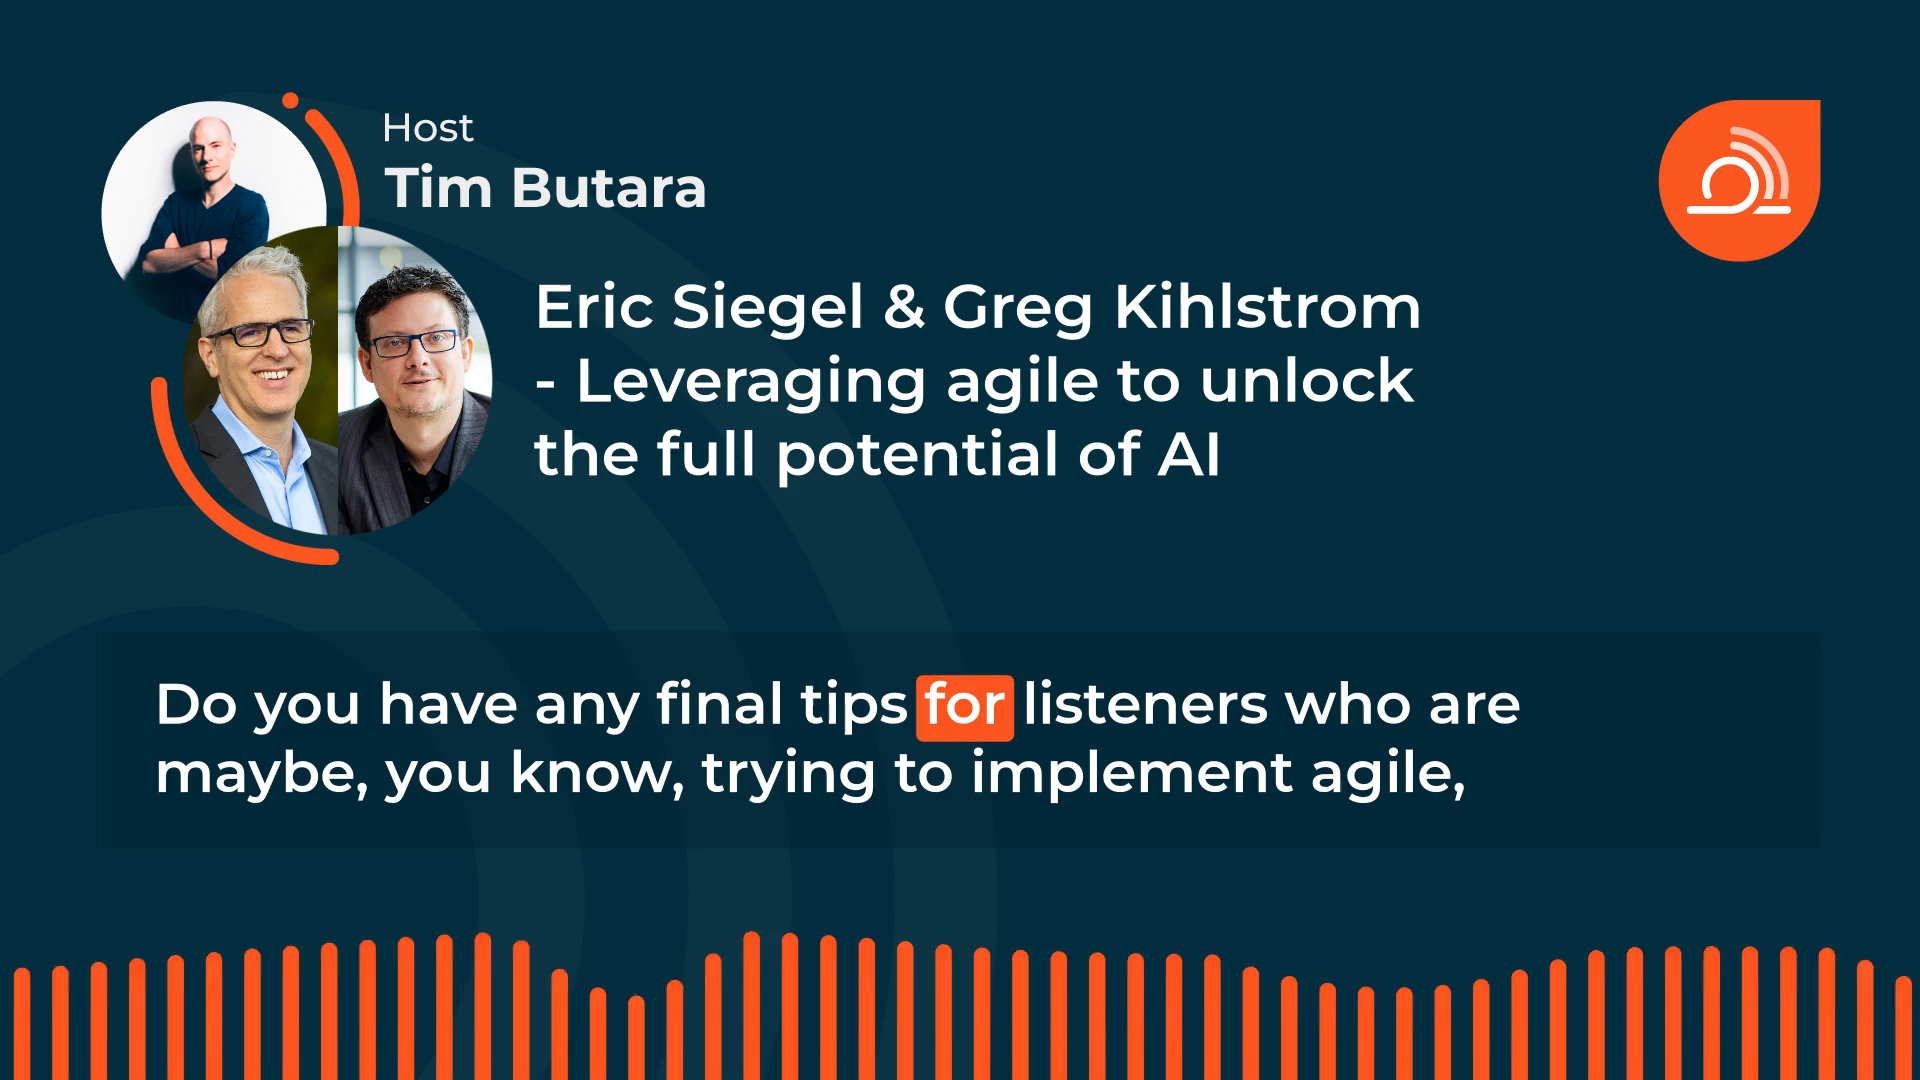 Host
Tim Butara
Eric Siegel & Greg Kihlstrom
- Leveraging agile to unlock
the full potential of AI
Do you have any final tips for listeners who are
maybe, you know, trying to implement agile,